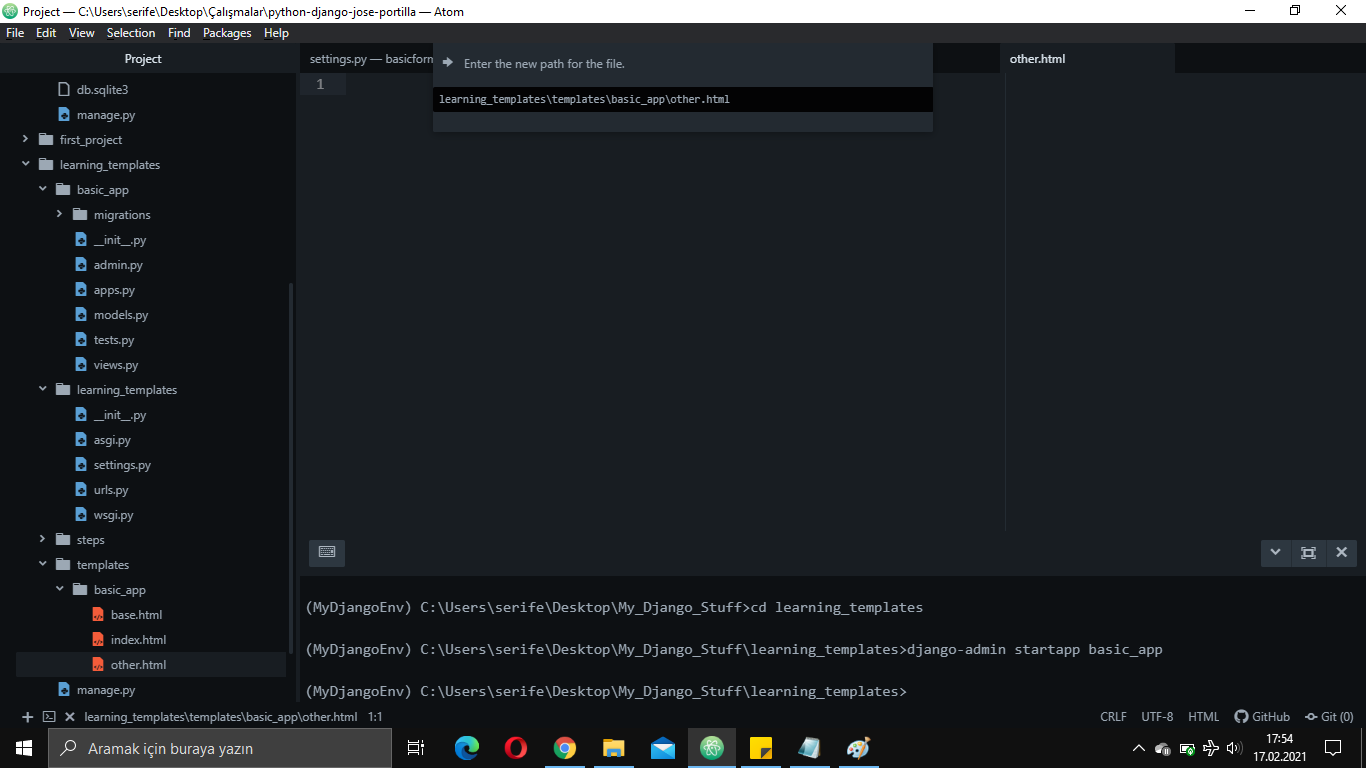 Project — C:\Users\serife\Desktop\Çalışmalar\python-django-jose-portilla — Atom
File Edit View Selection Find Packages Help
Project
db.sqlite3
manage.py
first_project
learning_templates
basic_app
migrations
__init__.py
admin.py
apps.py
models.py
tests.py
views.py
learning_templates
__init__.py
asgi.py
settings.py
urls.py
wsgi.py
steps
templates
basic_app
base.html
index.html
other.html
manage.py
settings.py — basicforn
other.html
1
Enter the new path for the file.
learning_templates\templates\basic_app\other.html
(MyDjangoEnv) C:\Users\serife\Desktop\My_Django_Stuff>cd learning_templates
(MyDjangoEnv) C:\Users\serife\Desktop\My_Django_Stuff\learning_templates>django-admin startapp basic_app
(MyDjangoEnv) C:\Users\serife\Desktop\My_Django_Stuff\learning_templates>
learning_templates\templates\basic_app\other.html 1:1
CRLF UTF-8 HTML GitHub Git (0)
Aramak için buraya yazın
17:54
17.02.2021